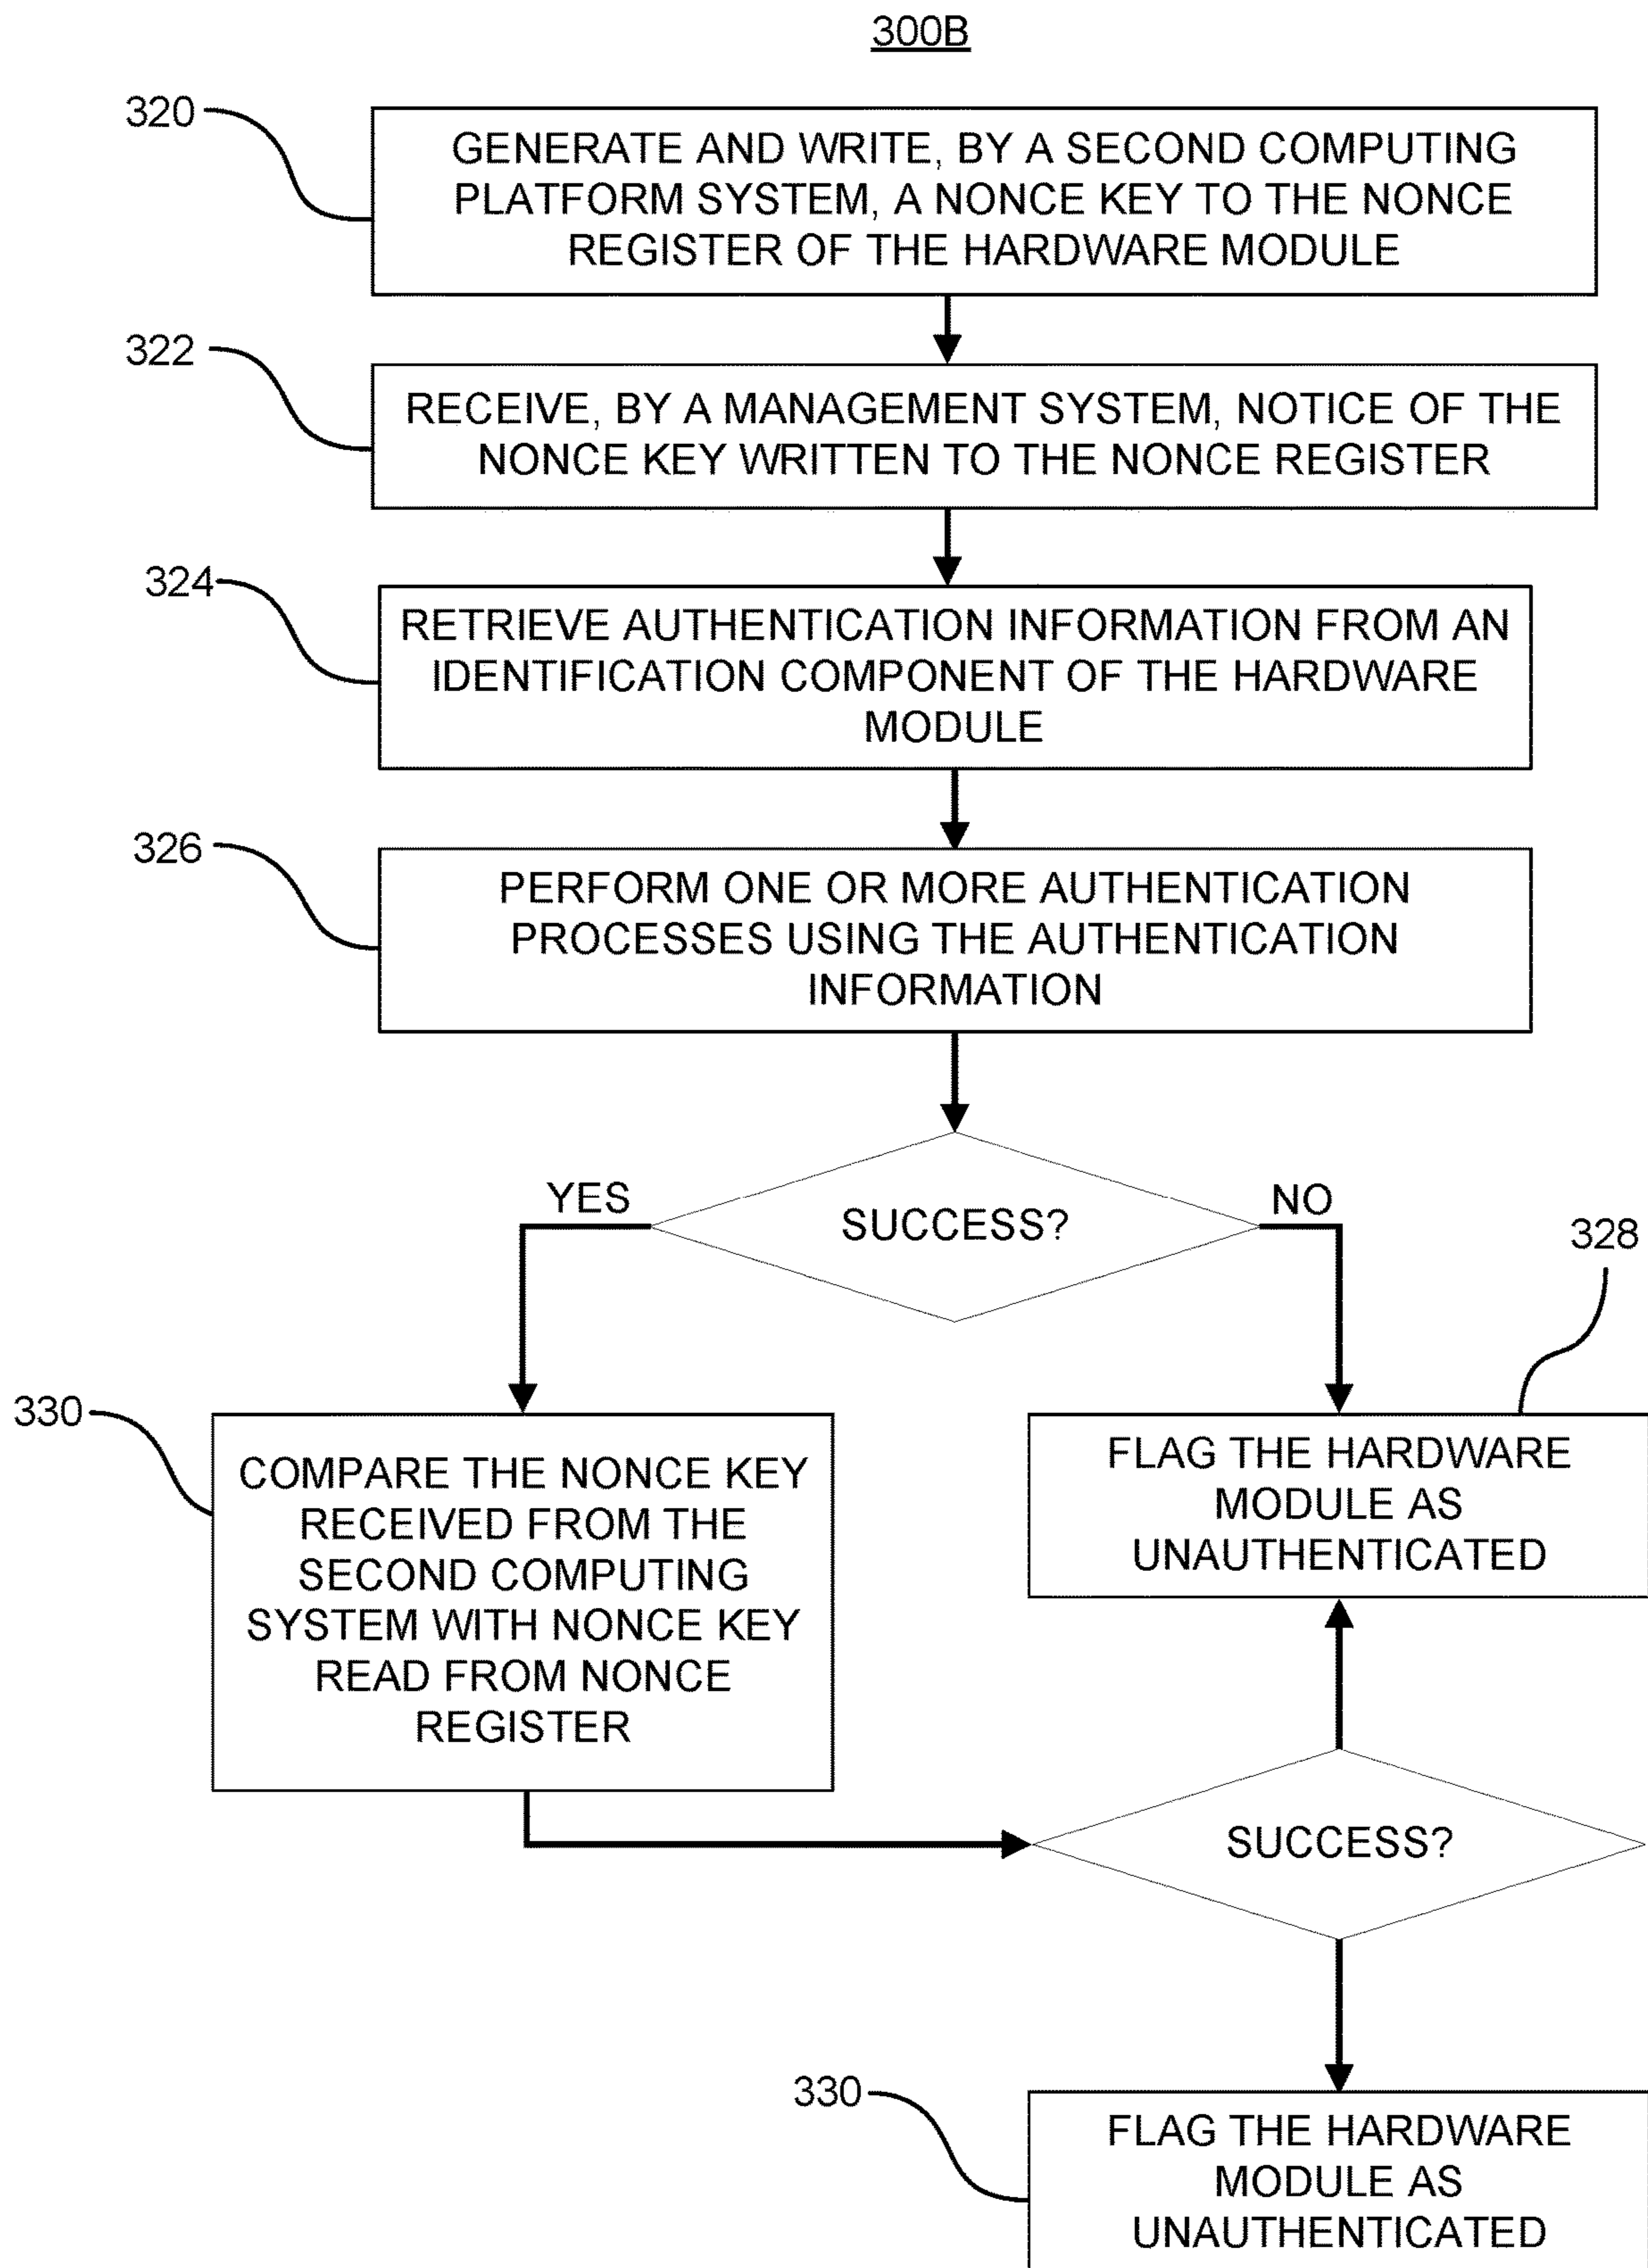 300B
320
GENERATE AND WRITE, BY A SECOND COMPUTING
PLATFORM SYSTEM, A NONCE KEY TO THE NONCE
REGISTER OF THE HARDWARE MODULE
322
RECEIVE, BY A MANAGEMENT SYSTEM, NOTICE OF THE
NONCE KEY WRITTEN TO THE NONCE REGISTER
324
RETRIEVE AUTHENTICATION INFORMATION FROM AN
IDENTIFICATION COMPONENT OF THE HARDWARE
MODULE
326
PERFORM ONE OR MORE AUTHENTICATION
PROCESSES USING THE AUTHENTICATION
INFORMATION
YES
SUCCESS?
NO
328
330
COMPARE THE NONCE KEY
RECEIVED FROM THE
SECOND COMPUTING
SYSTEM WITH NONCE KEY
READ FROM NONCE
REGISTER
FLAG THE HARDWARE
MODULE AS
UNAUTHENTICATED
SUCCESS?
330
FLAG THE HARDWARE
MODULE AS
UNAUTHENTICATED